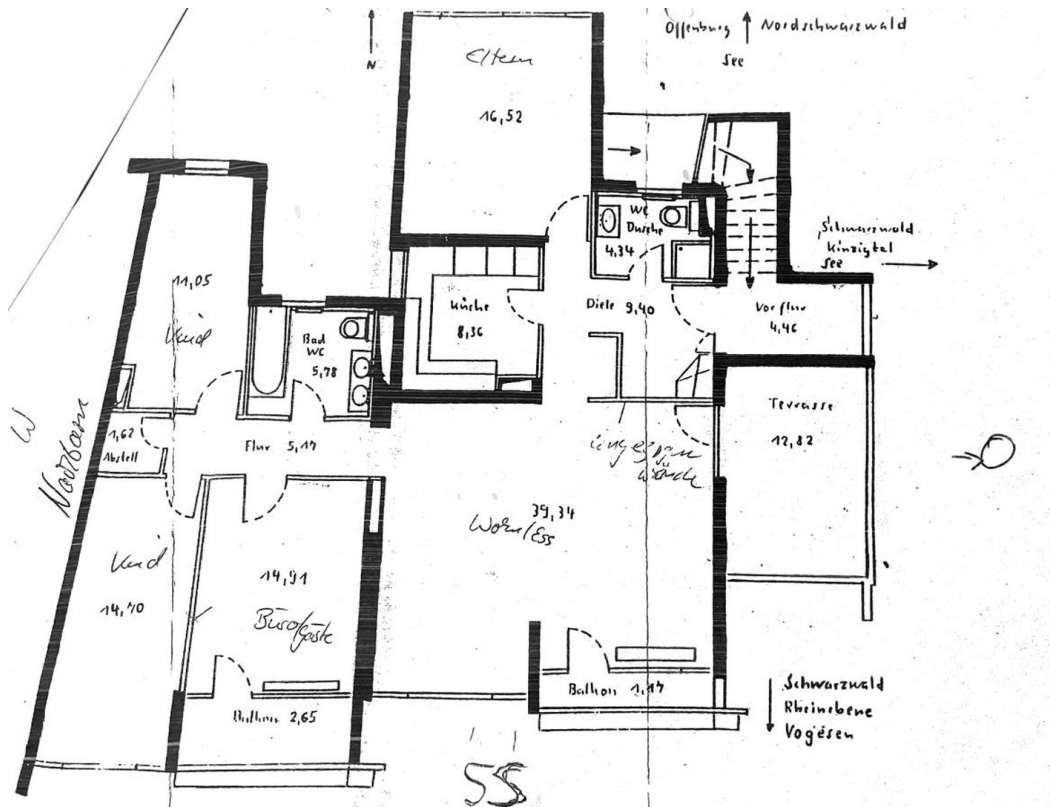 Offenburg Nordschwarzwald
See
N
Eltern
16,52
WC
Dusche
4,34
Schwarzwald
Kinzigtal
See
11,05
Kind
Küche
8,36
Diele 9,40
Vorflur
4,46
Bad
WC
5,78
Terrasse
12,82
W
Nachbar
1,62
Abstell
Flur 5,17
39,34
Wohn/Ess
Kind
14,70
14,91
Büro/Gäste
Balkon 1,17
Balkon 2,65
Schwarzwald
Rheinebene
Vogesen